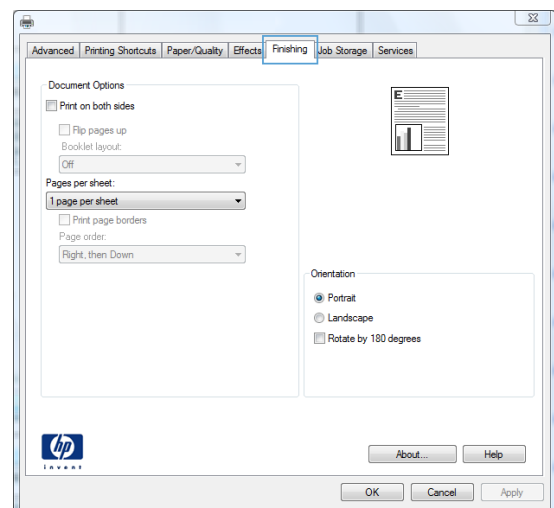 Advanced Printing Shortcuts Paper/Quality Effects Finishing Job Storage Services
Document Options
Print on both sides
Flip pages up
Booklet layout:
Off
Pages per sheet:
1 page per sheet
Print page borders
Page order:
Right, then Down
E
Orientation
Portrait
Landscape
Rotate by 180 degrees
hp
invent
About... Help
OK Cancel Apply